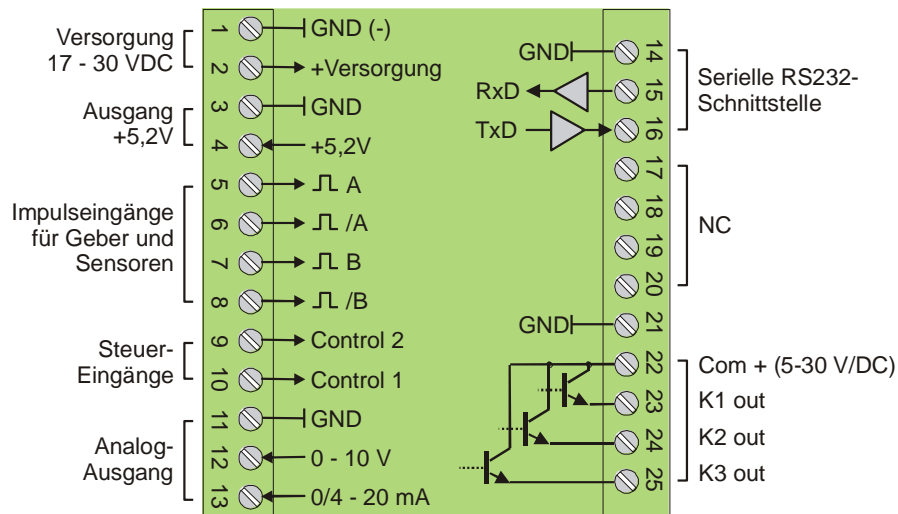 Versorgung
17 - 30 VDC
Ausgang
+5,2V
Impulseingänge
für Geber und
Sensoren
Steuer-
Eingänge
Analog-
Ausgang
1 GND (-)
2 +Versorgung
3 GND
4 +5,2V
5 A
6 /A
7 B
8 /B
9 Control 2
10 Control 1
11 GND
12 0 - 10 V
13 0/4 - 20 mA
GND 14
RxD 15
TxD 16
17
18
19
20
GND 21
22
23
24
25
Serielle RS232-
Schnittstelle
NC
Com + (5-30 V/DC)
K1 out
K2 out
K3 out